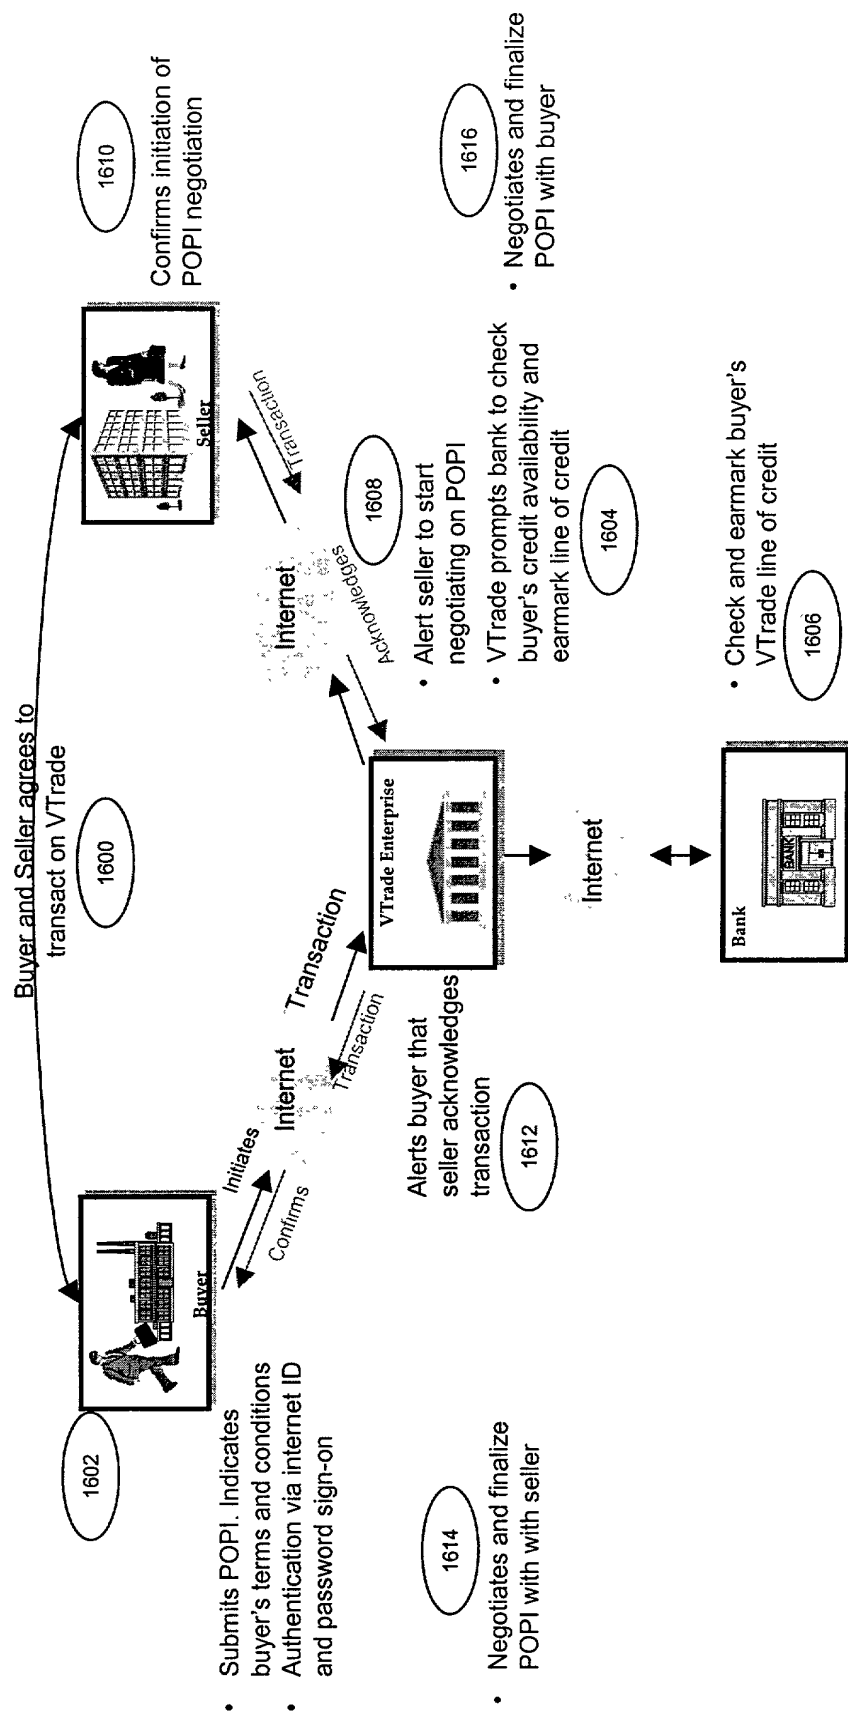 Buyer and Seller agrees to
transact on VTrade
1600
1602
Buyer
• Submits POPI. Indicates
buyer's terms and conditions
• Authentication via internet ID
and password sign-on
Initiates
Confirms
Internet
Transaction
Transaction
1610
Confirms initiation of
POPI negotiation
Seller
Transaction
Internet
Acknowledges
1608
• Alert seller to start
negotiating on POPI
• VTrade prompts bank to check
buyer's credit availability and
earmark line of credit
1604
VTrade Enterprise
Alerts buyer that
seller acknowledges
transaction
1612
1614
• Negotiates and finalize
POPI with with seller
1616
• Negotiates and finalize
POPI with buyer
Internet
Bank
BANK
• Check and earmark buyer's
VTrade line of credit
1606